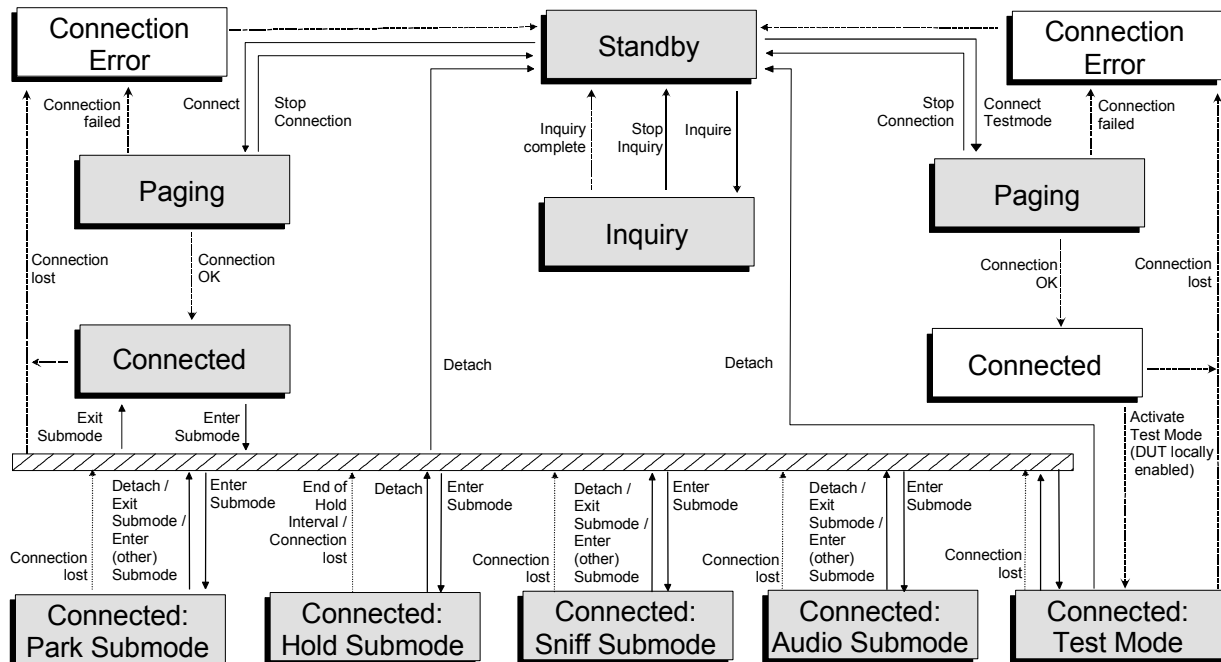 Connection
Error
Standby
Connection
Error
Connection
failed
Connect
Stop
Connection
Inquiry
complete
Stop
Inquiry
Inquire
Stop
Connection
Connect
Testmode
Connection
failed
Paging
Inquiry
Paging
Connection
lost
Connection
OK
Connection
OK
Connection
lost
Connected
Detach
Detach
Connected
Exit
Submode
Enter
Submode
Activate
Test Mode
(DUT locally
enabled)
Connection
lost
Detach /
Exit
Submode /
Enter
(other)
Submode
Enter
Submode
End of
Hold
Interval /
Connection
lost
Detach
Enter
Submode
Connection
lost
Detach /
Exit
Submode /
Enter
(other)
Submode
Enter
Submode
Connection
lost
Detach /
Exit
Submode /
Enter
(other)
Submode
Enter
Submode
Connection
lost
Connected:
Park Submode
Connected:
Hold Submode
Connected:
Sniff Submode
Connected:
Audio Submode
Connected:
Test Mode